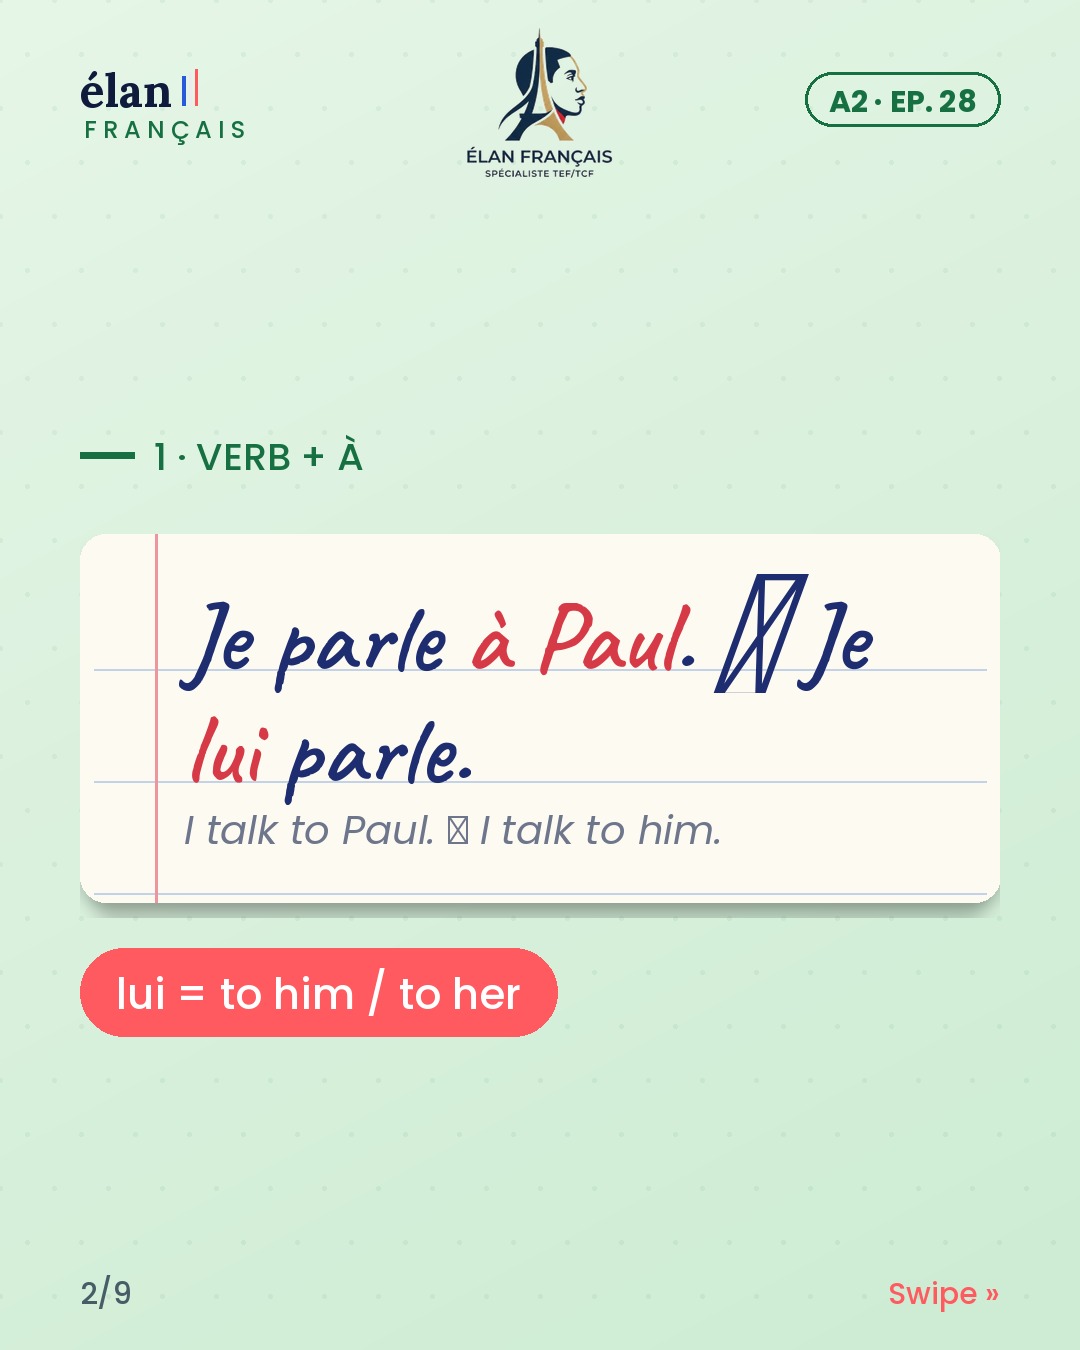 élan
FRANÇAIS
ÉLAN FRANÇAIS
SPÉCIALISTE TEF/TCF
A2 · EP. 28
1 · VERB + À
Je parle à Paul. Je
lui parle.
I talk to Paul. I talk to him.
lui = to him / to her
2/9
Swipe »